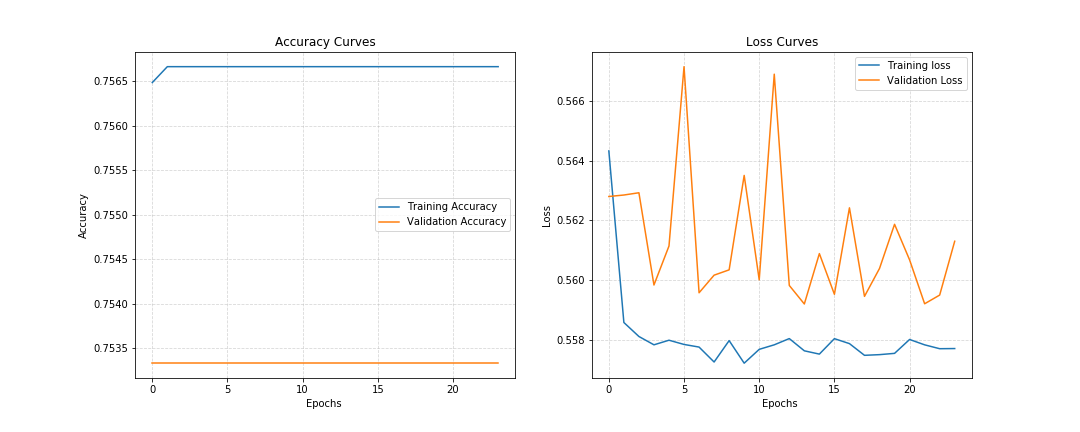 Accuracy Curves
0.7565
0.7560
0.7555
0.7550
0.7545
0.7540
0.7535
Accuracy
0 5 10 15 20
Epochs
Training Accuracy
Validation Accuracy
Loss Curves
0.566
0.564
0.562
0.560
0.558
Loss
0 5 10 15 20
Epochs
Training loss
Validation Loss